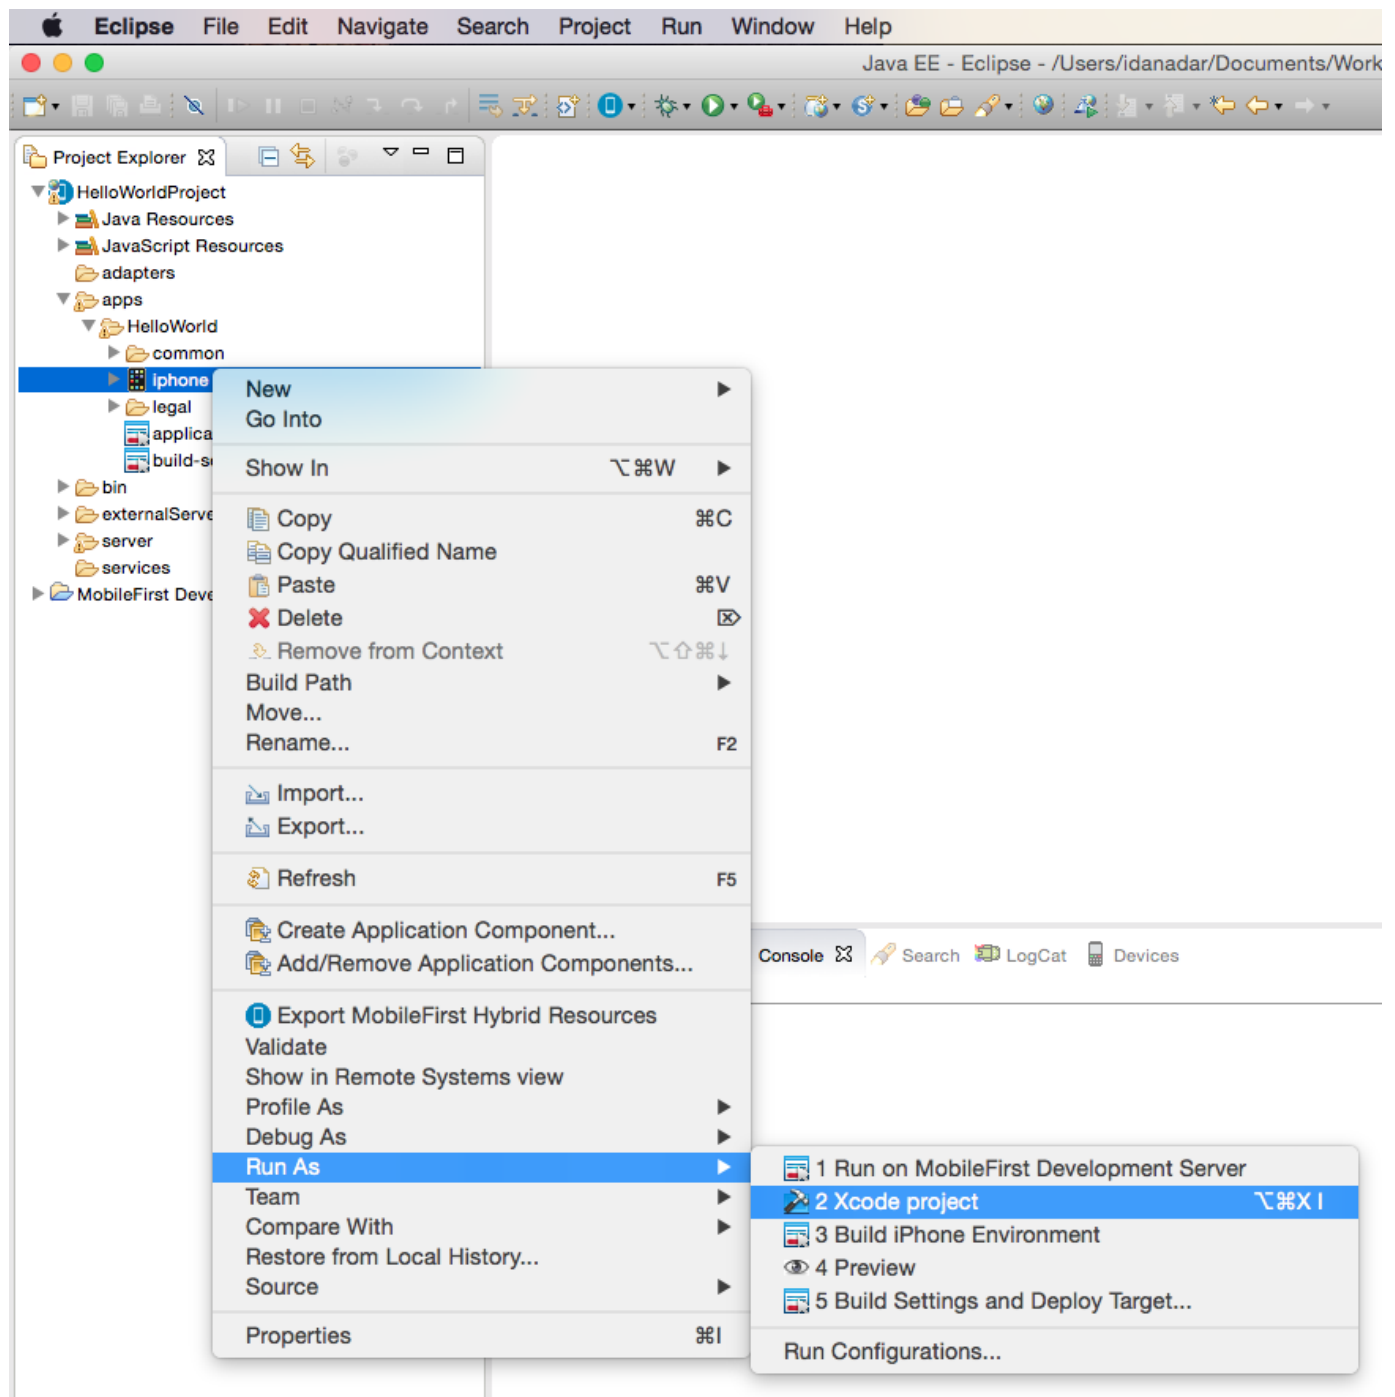 Eclipse File Edit Navigate Search Project Run Window Help
Java EE - Eclipse - /Users/idanadar/Documents/Work
Project Explorer
HelloWorldProject
Java Resources
JavaScript Resources
adapters
apps
HelloWorld
common
iphone
legal
applica
build-s
bin
externalServe
server
services
MobileFirst Deve
New
Go Into
Show In ⌥⌘W
Copy ⌘C
Copy Qualified Name
Paste ⌘V
Delete ⌦
Remove from Context ⌥⇧⌘↓
Build Path
Move...
Rename... F2
Import...
Export...
Refresh F5
Create Application Component...
Add/Remove Application Components...
Export MobileFirst Hybrid Resources
Validate
Show in Remote Systems view
Profile As
Debug As
Run As
Team
Compare With
Restore from Local History...
Source
Properties ⌘I
Console Search LogCat Devices
1 Run on MobileFirst Development Server
2 Xcode project ⌥⌘X I
3 Build iPhone Environment
4 Preview
5 Build Settings and Deploy Target...
Run Configurations...